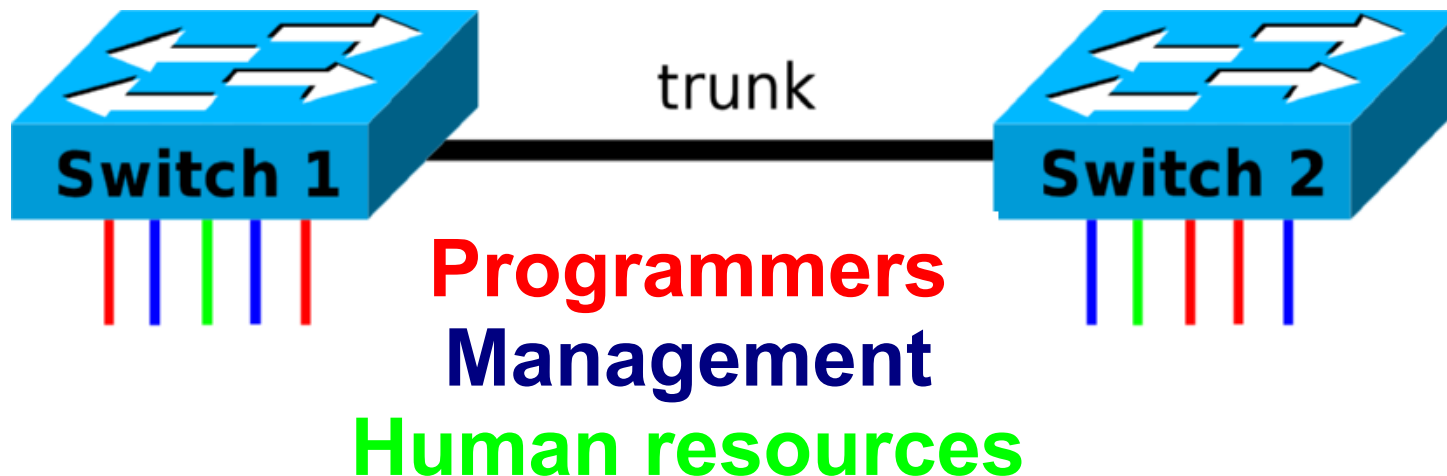 trunk
Switch 1
Switch 2
Programmers
Management
Human resources